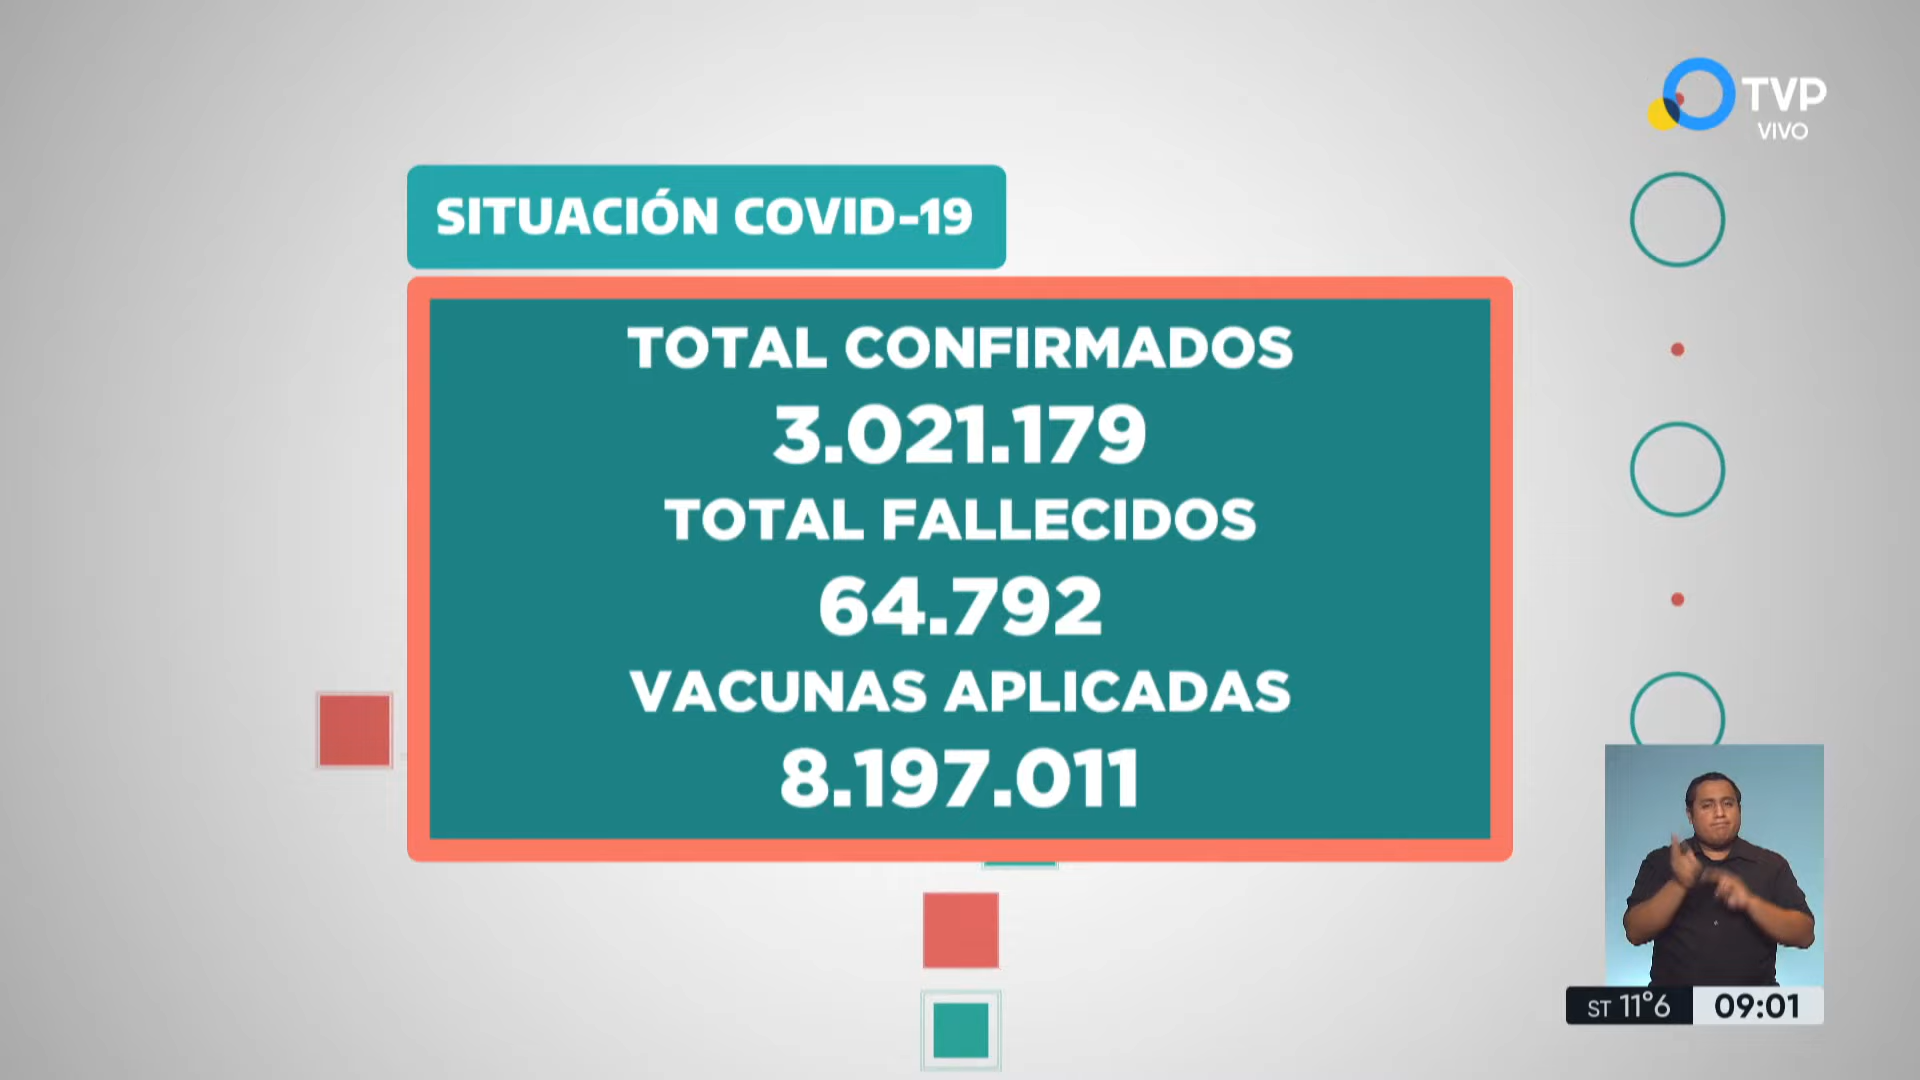 TVP
VIVO
SITUACIÓN COVID-19
TOTAL CONFIRMADOS
3.021.179
TOTAL FALLECIDOS
64.792
VACUNAS APLICADAS
8.197.011
ST 11°6 09:01